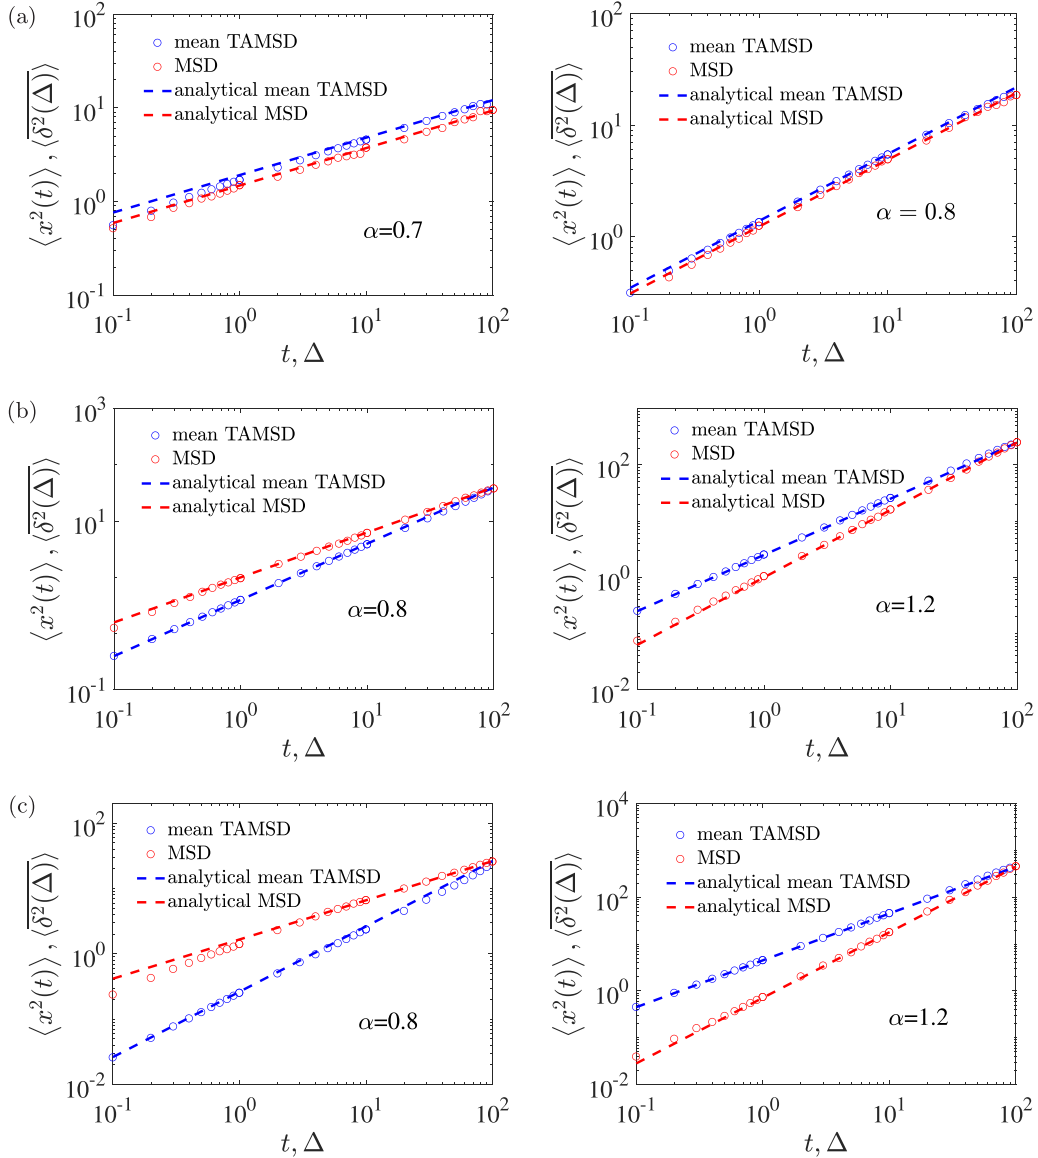 (a)
10² 10¹ 10⁰ 10⁻¹
⟨x²(t)⟩, ⟨δ²(Δ)⟩
mean TAMSD
MSD
analytical mean TAMSD
analytical MSD
α=0.7
10⁻¹ 10⁰ 10¹ 10²
t, Δ
10² 10¹ 10⁰
⟨x²(t)⟩, ⟨δ²(Δ)⟩
mean TAMSD
MSD
analytical mean TAMSD
analytical MSD
α = 0.8
10⁻¹ 10⁰ 10¹ 10²
t, Δ
(b)
10³ 10¹ 10⁻¹
⟨x²(t)⟩, ⟨δ²(Δ)⟩
mean TAMSD
MSD
analytical mean TAMSD
analytical MSD
α=0.8
10⁻¹ 10⁰ 10¹ 10²
t, Δ
10² 10⁰ 10⁻²
⟨x²(t)⟩, ⟨δ²(Δ)⟩
mean TAMSD
MSD
analytical mean TAMSD
analytical MSD
α=1.2
10⁻¹ 10⁰ 10¹ 10²
t, Δ
(c)
10² 10⁰ 10⁻²
⟨x²(t)⟩, ⟨δ²(Δ)⟩
mean TAMSD
MSD
analytical mean TAMSD
analytical MSD
α=0.8
10⁻¹ 10⁰ 10¹ 10²
t, Δ
10⁴ 10² 10⁰ 10⁻²
⟨x²(t)⟩, ⟨δ²(Δ)⟩
mean TAMSD
MSD
analytical mean TAMSD
analytical MSD
α=1.2
10⁻¹ 10⁰ 10¹ 10²
t, Δ